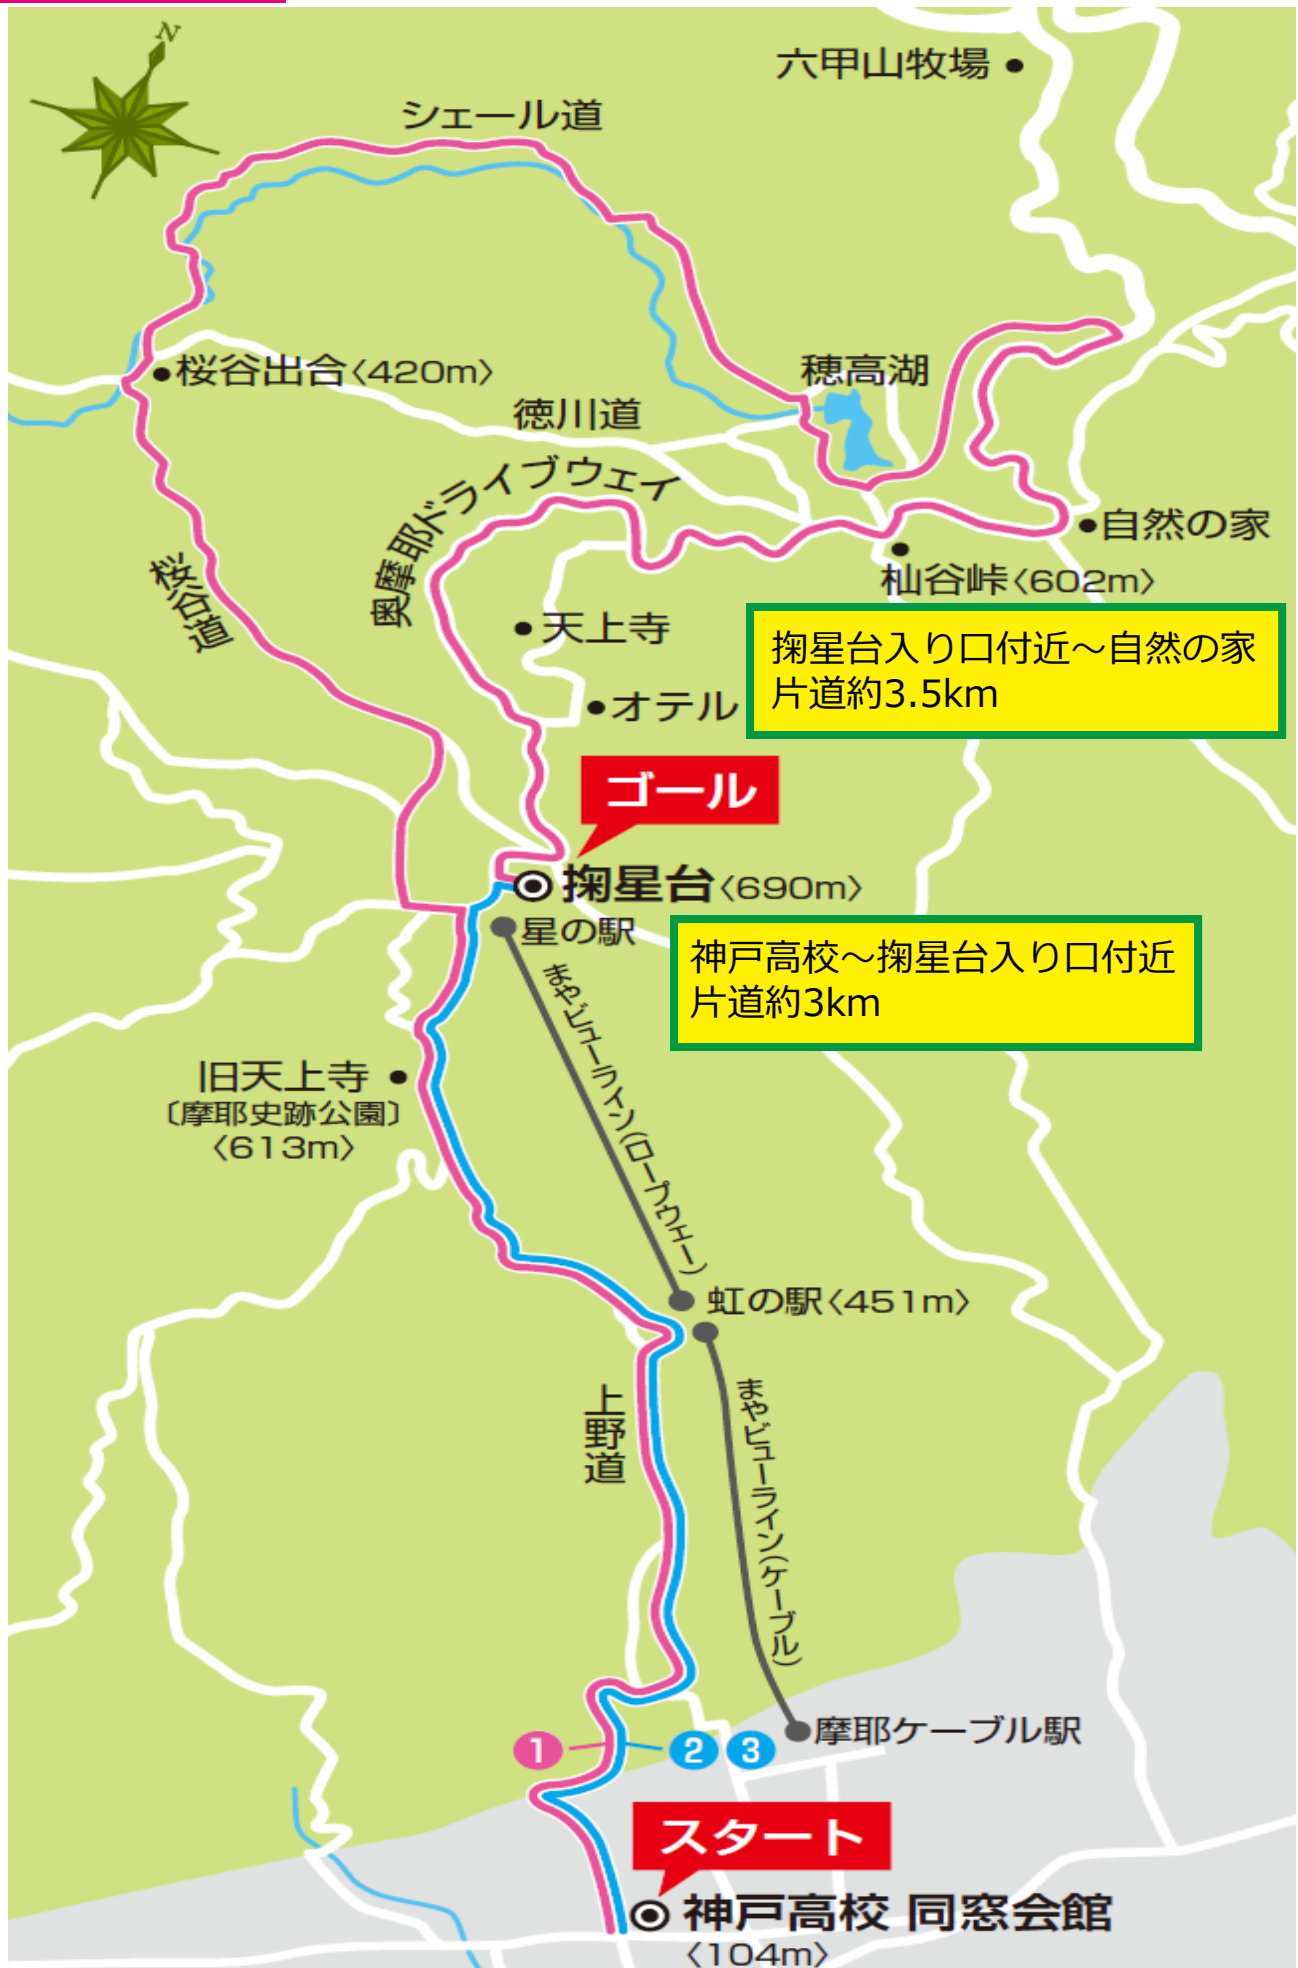 N
六甲山牧場
シェール道
桜谷出合〈420m〉
穂高湖
徳川道
奥摩耶ドライブウェイ
自然の家
杣谷峠〈602m〉
桜谷道
天上寺
掬星台入り口付近～自然の家
片道約3.5km
オテル
ゴール
掬星台〈690m〉
星の駅
神戸高校～掬星台入り口付近
片道約3km
まやビューライン(ロープウェー)
旧天上寺
〔摩耶史跡公園〕
〈613m〉
虹の駅〈451m〉
上野道
まやビューライン(ケーブル)
摩耶ケーブル駅
1
2 3
スタート
神戸高校 同窓会館
〈104m〉